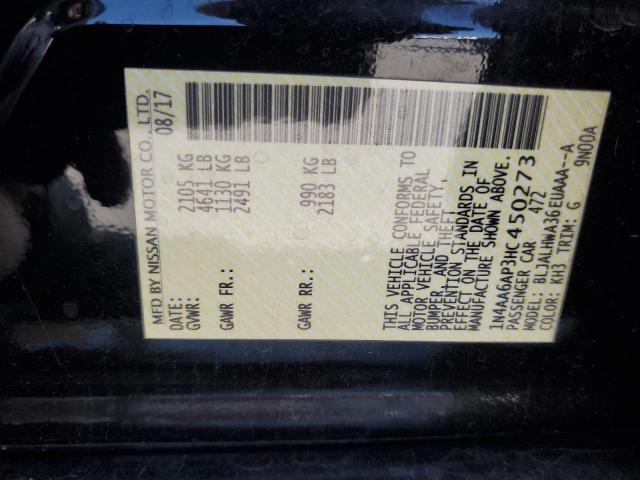 MFD BY NISSAN MOTOR CO., LTD.
DATE: 08/17
GVWR: 2105 KG
4641 LB
GAWR FR.: 1130 KG
2491 LB
GAWR RR.: 990 KG
2183 LB
THIS VEHICLE CONFORMS TO
ALL APPLICABLE FEDERAL
MOTOR VEHICLE SAFETY,
BUMPER AND THEFT
PREVENTION STANDARDS IN
EFFECT ON THE DATE OF
MANUFACTURE SHOWN ABOVE.
1N4AA6AP3HC450273
PASSENGER CAR 472
MODEL: BLJALHWA36EUAAAA--A
COLOR: KH3 TRIM: G 9N00A